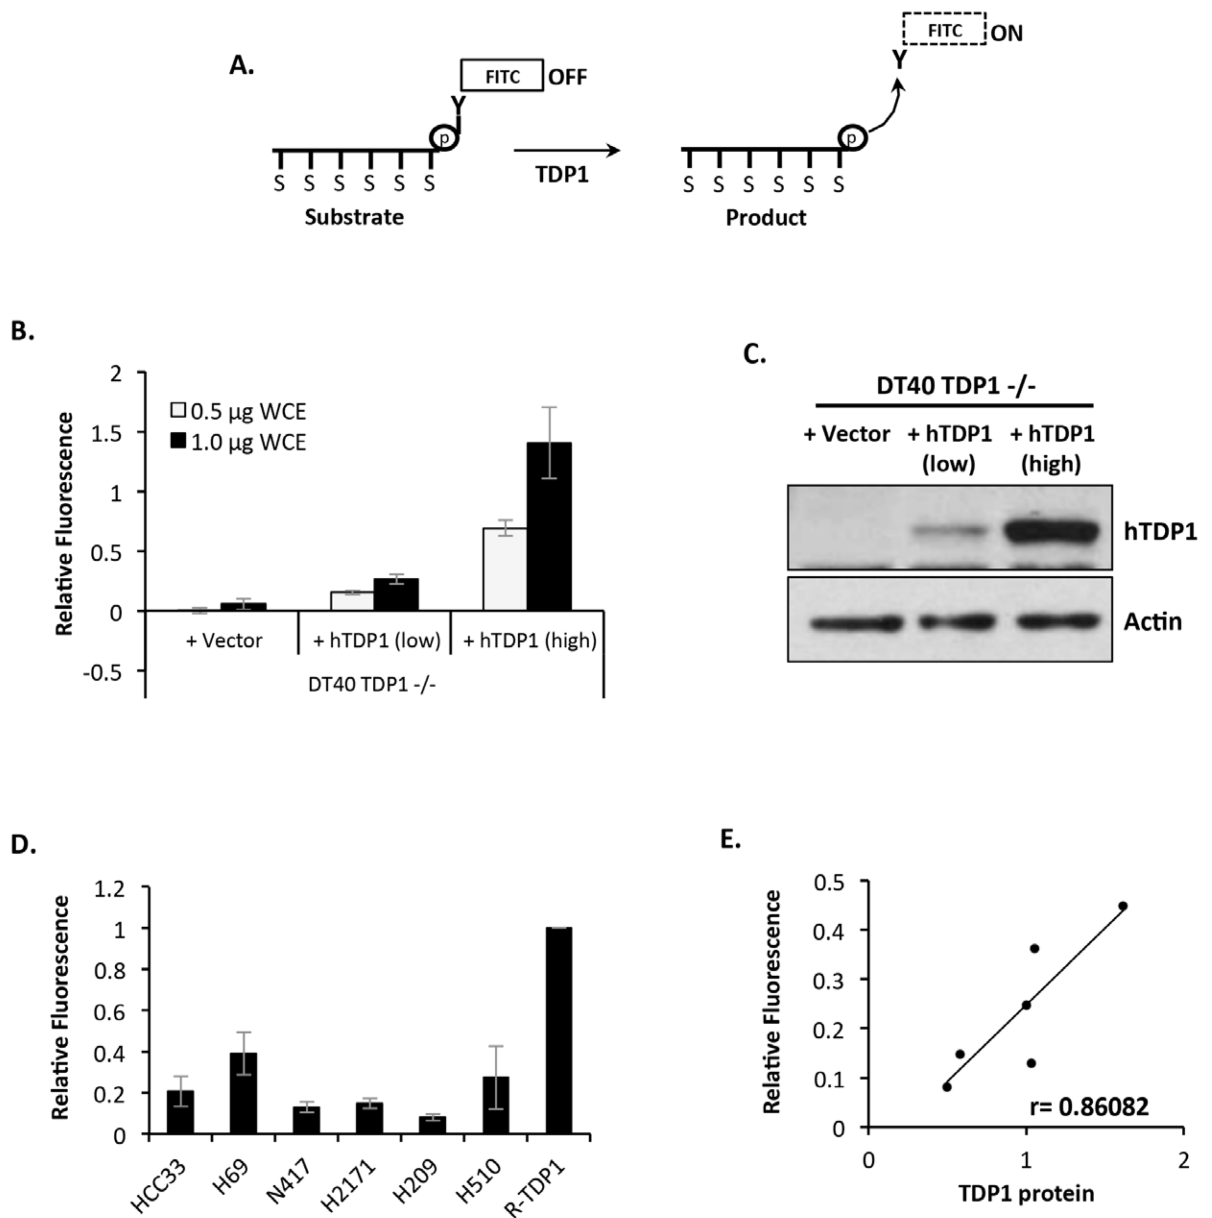 A.
FITC OFF
Y
p
S S S S S S
Substrate
TDP1
FITC ON
Y
p
S S S S S S
Product
B.
Relative Fluorescence
2
1.5
1
0.5
0
-0.5
0.5 µg WCE
1.0 µg WCE
+ Vector + hTDP1 (low) + hTDP1 (high)
DT40 TDP1 -/-
C.
DT40 TDP1 -/-
+ Vector + hTDP1 + hTDP1
(low) (high)
hTDP1
Actin
D.
Relative Fluorescence
1.2
1
0.8
0.6
0.4
0.2
0
HCC33 H69 N417 H2171 H209 H510 R-TDP1
E.
Relative Fluorescence
0.5
0.4
0.3
0.2
0.1
0
r= 0.86082
0 1 2
TDP1 protein